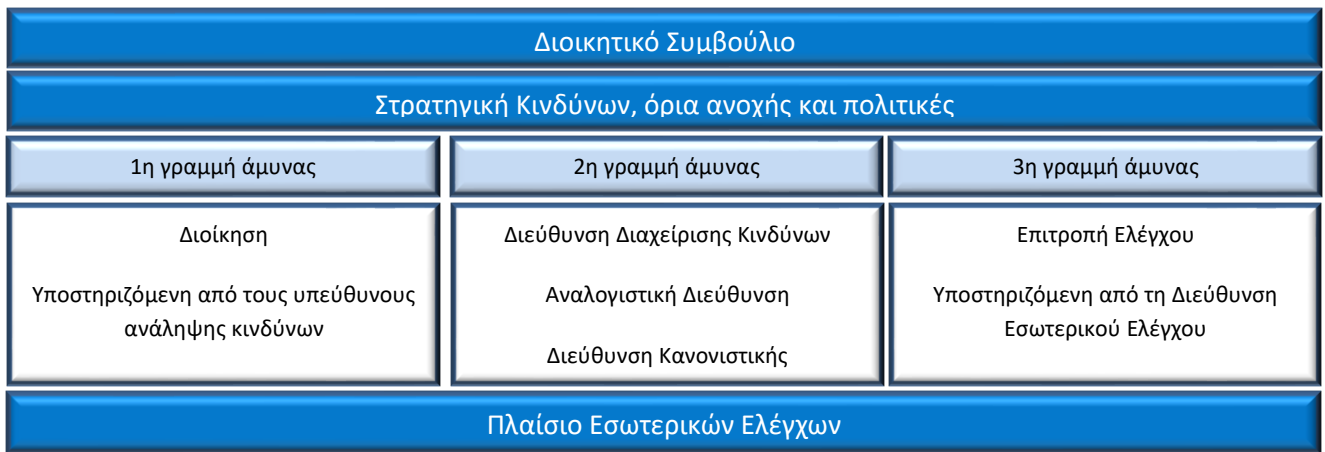 Διοικητικό Συμβούλιο
Στρατηγική Κινδύνων, όρια ανοχής και πολιτικές
1η γραμμή άμυνας
2η γραμμή άμυνας
3η γραμμή άμυνας
Διοίκηση
Υποστηριζόμενη από τους υπεύθυνους
ανάληψης κινδύνων
Διεύθυνση Διαχείρισης Κινδύνων
Αναλογιστική Διεύθυνση
Διεύθυνση Κανονιστικής
Επιτροπή Ελέγχου
Υποστηριζόμενη από τη Διεύθυνση
Εσωτερικού Ελέγχου
Πλαίσιο Εσωτερικών Ελέγχων